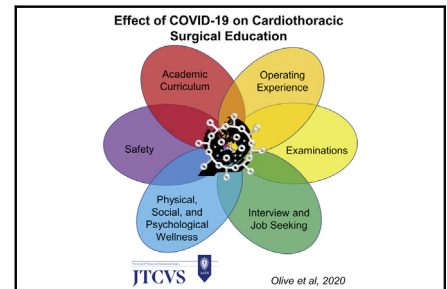 Effect of COVID-19 on Cardiothoracic
Surgical Education
Academic
Curriculum
Operating
Experience
Safety
Examinations
Physical,
Social, and
Psychological
Wellness
Interview and
Job Seeking
JTCVS
AATS
Olive et al, 2020